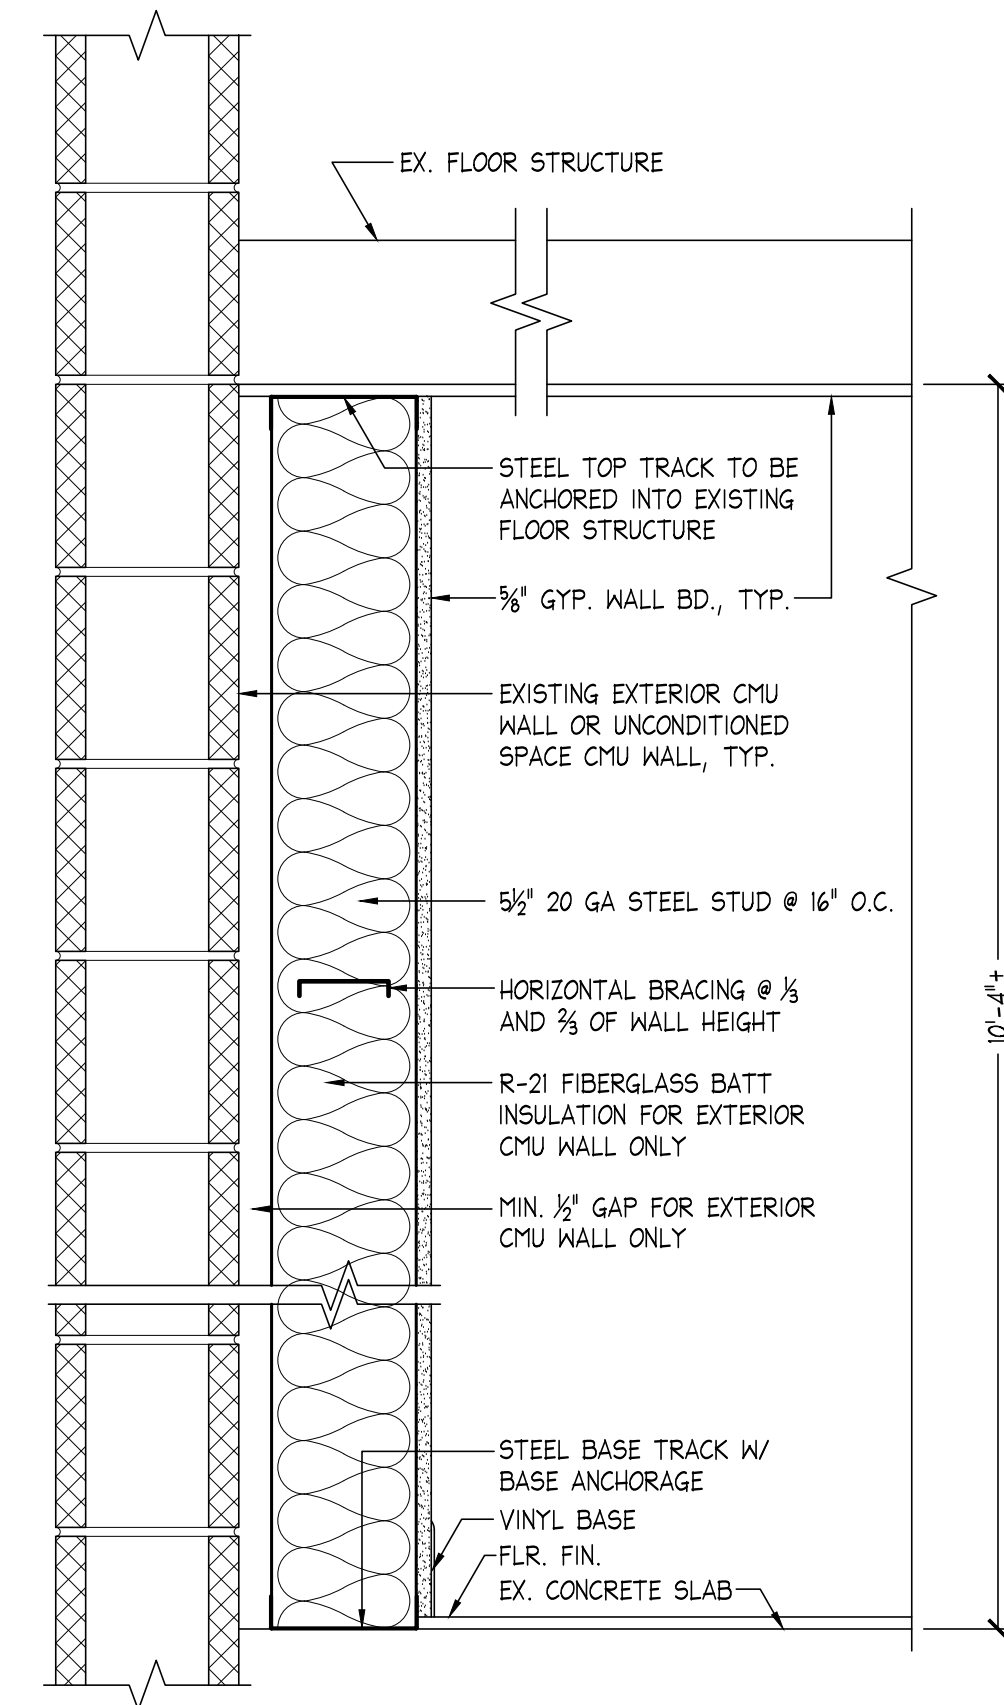 EX. FLOOR STRUCTURE
STEEL TOP TRACK TO BE
ANCHORED INTO EXISTING
FLOOR STRUCTURE
⅝" GYP. WALL BD., TYP.
EXISTING EXTERIOR CMU
WALL OR UNCONDITIONED
SPACE CMU WALL, TYP.
5½" 20 GA STEEL STUD @ 16" O.C.
HORIZONTAL BRACING @ ⅓
AND ⅔ OF WALL HEIGHT
10'-4"+
R-21 FIBERGLASS BATT
INSULATION FOR EXTERIOR
CMU WALL ONLY
MIN. ½" GAP FOR EXTERIOR
CMU WALL ONLY
STEEL BASE TRACK W/
BASE ANCHORAGE
VINYL BASE
FLR. FIN.
EX. CONCRETE SLAB